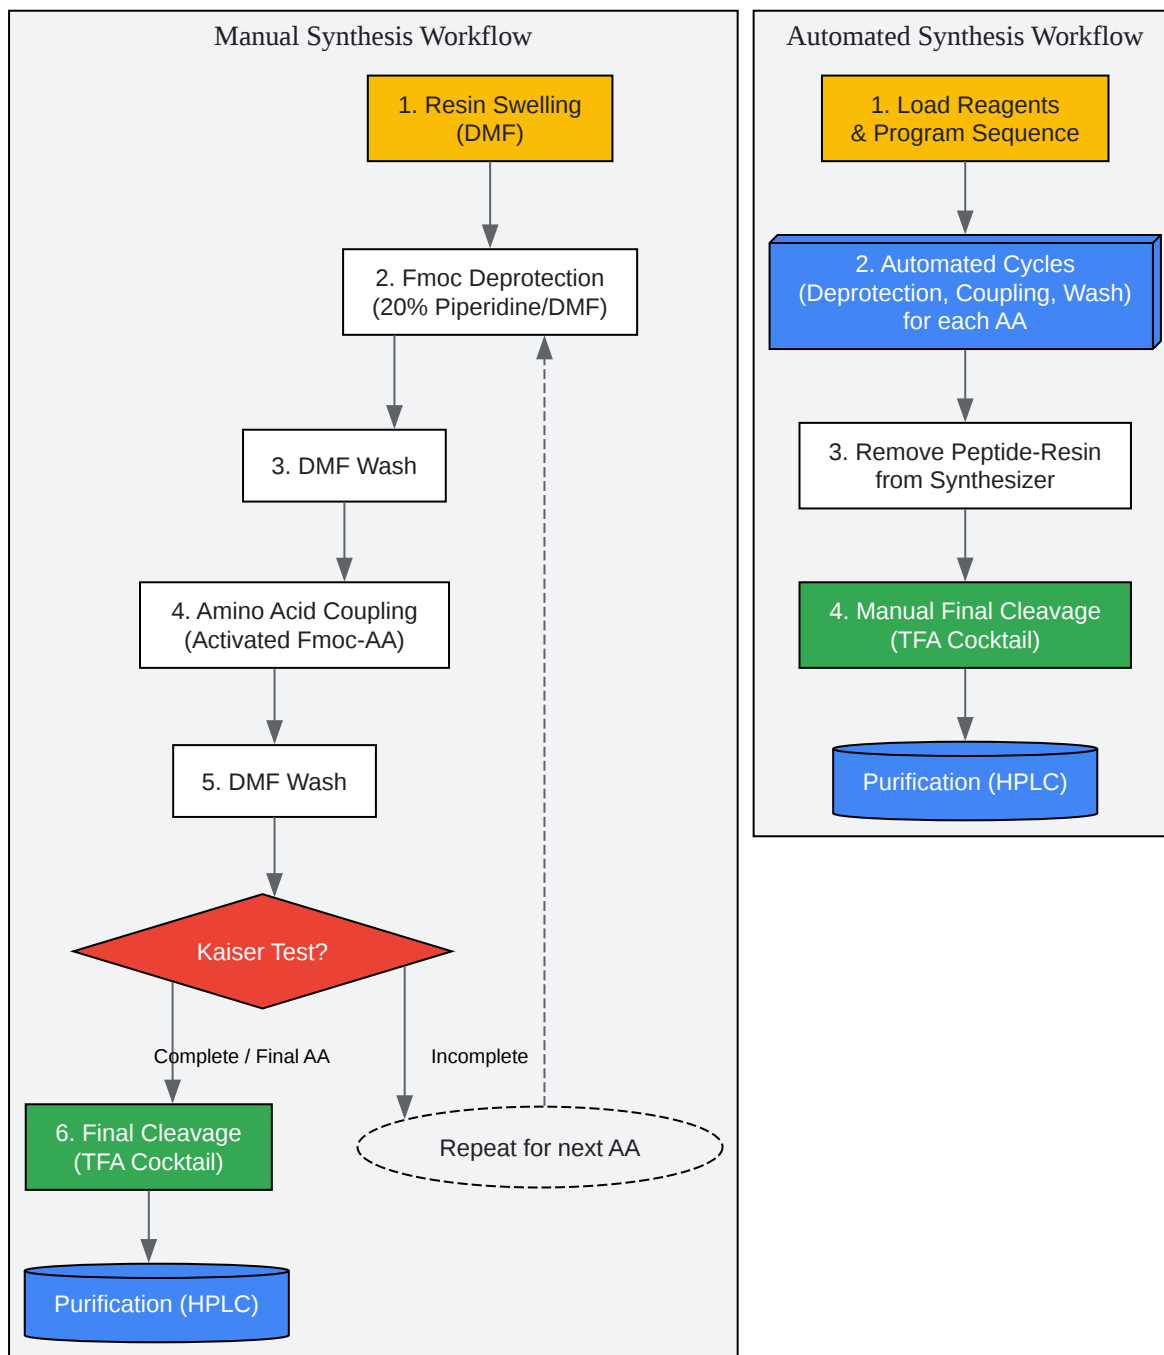 Manual Synthesis Workflow
1. Resin Swelling
(DMF)
2. Fmoc Deprotection
(20% Piperidine/DMF)
3. DMF Wash
4. Amino Acid Coupling
(Activated Fmoc-AA)
5. DMF Wash
Kaiser Test?
Complete / Final AA
Incomplete
6. Final Cleavage
(TFA Cocktail)
Repeat for next AA
Purification (HPLC)
Automated Synthesis Workflow
1. Load Reagents
& Program Sequence
2. Automated Cycles
(Deprotection, Coupling, Wash)
for each AA
3. Remove Peptide-Resin
from Synthesizer
4. Manual Final Cleavage
(TFA Cocktail)
Purification (HPLC)